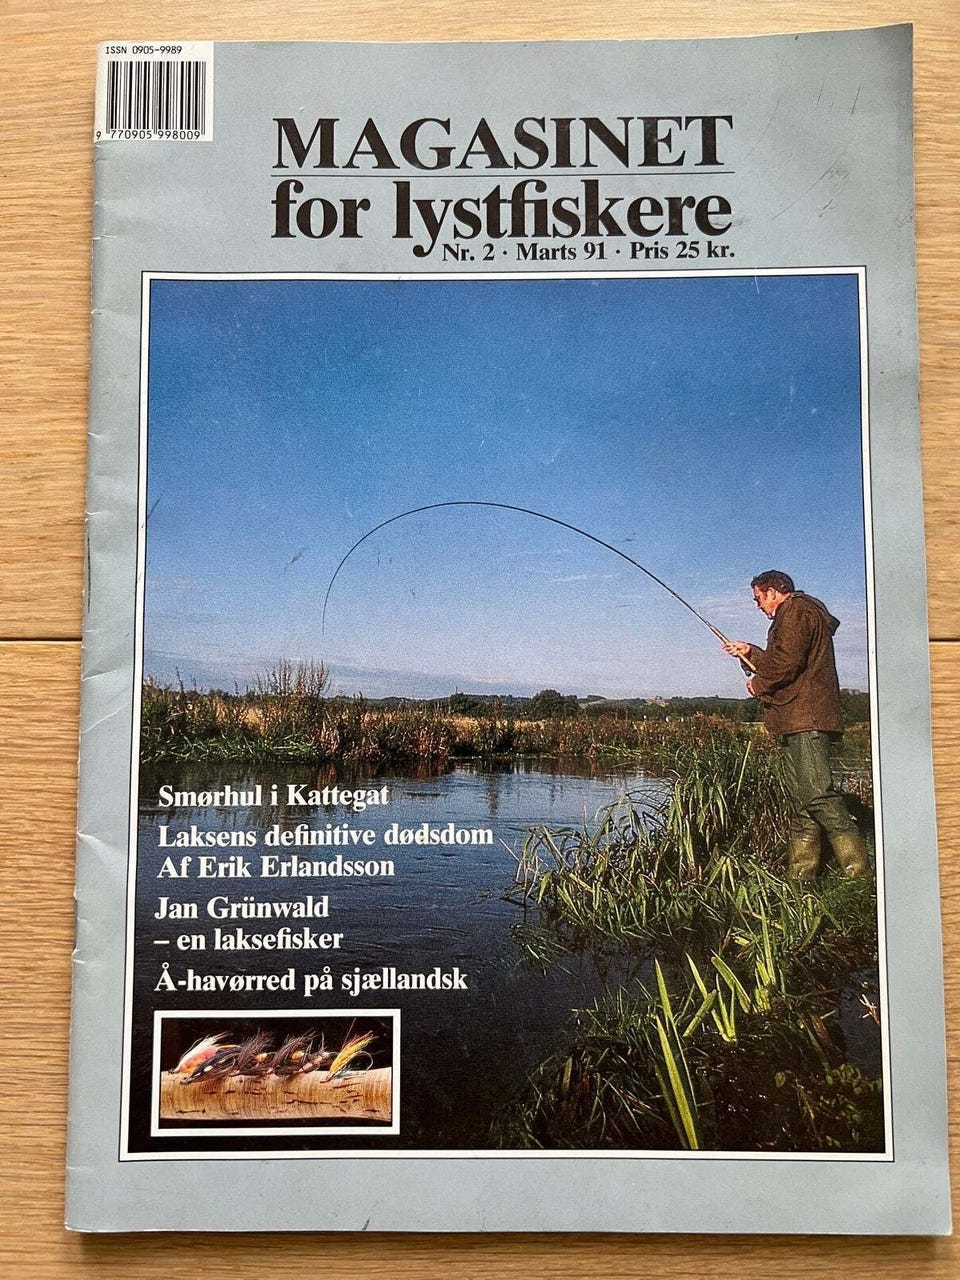 ISSN 0905-9989
9 770905 998009
MAGASINET
for lystfiskere
Nr. 2 · Marts 91 · Pris 25 kr.
Smørhul i Kattegat
Laksens definitive dødsdom
Af Erik Erlandsson
Jan Grünwald
– en laksefisker
Å-havørred på sjællandsk